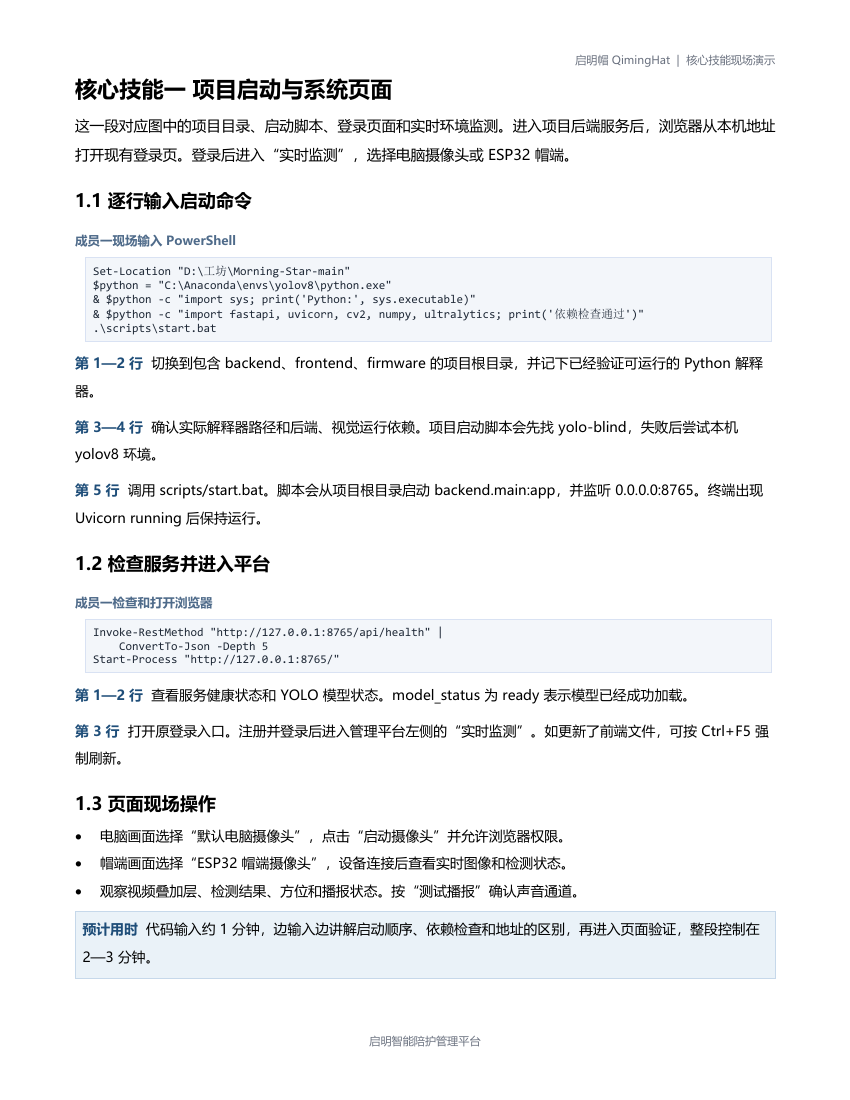 启明帽 QimingHat | 核心技能现场演示
核心技能一 项目启动与系统页面
这一段对应图中的项目目录、启动脚本、登录页面和实时环境监测。进入项目后端服务后，浏览器从本机地址
打开现有登录页。登录后进入“实时监测”，选择电脑摄像头或 ESP32 帽端。
1.1 逐行输入启动命令
成员一现场输入 PowerShell
Set-Location "D:\工坊\Morning-Star-main"
$python = "C:\Anaconda\envs\yolov8\python.exe"
& $python -c "import sys; print('Python:', sys.executable)"
& $python -c "import fastapi, uvicorn, cv2, numpy, ultralytics; print('依赖检查通过')"
.\scripts\start.bat
第 1—2 行 切换到包含 backend、frontend、firmware 的项目根目录，并记下已经验证可运行的 Python 解释
器。
第 3—4 行 确认实际解释器路径和后端、视觉运行依赖。项目启动脚本会先找 yolo-blind，失败后尝试本机
yolov8 环境。
第 5 行 调用 scripts/start.bat。脚本会从项目根目录启动 backend.main:app，并监听 0.0.0.0:8765。终端出现
Uvicorn running 后保持运行。
1.2 检查服务并进入平台
成员一检查和打开浏览器
Invoke-RestMethod "http://127.0.0.1:8765/api/health" |
    ConvertTo-Json -Depth 5
Start-Process "http://127.0.0.1:8765/"
第 1—2 行 查看服务健康状态和 YOLO 模型状态。model_status 为 ready 表示模型已经成功加载。
第 3 行 打开原登录入口。注册并登录后进入管理平台左侧的“实时监测”。如更新了前端文件，可按 Ctrl+F5 强
制刷新。
1.3 页面现场操作
• 电脑画面选择“默认电脑摄像头”，点击“启动摄像头”并允许浏览器权限。
• 帽端画面选择“ESP32 帽端摄像头”，设备连接后查看实时图像和检测状态。
• 观察视频叠加层、检测结果、方位和播报状态。按“测试播报”确认声音通道。
预计用时 代码输入约 1 分钟，边输入边讲解启动顺序、依赖检查和地址的区别，再进入页面验证，整段控制在
2—3 分钟。
启明智能陪护管理平台